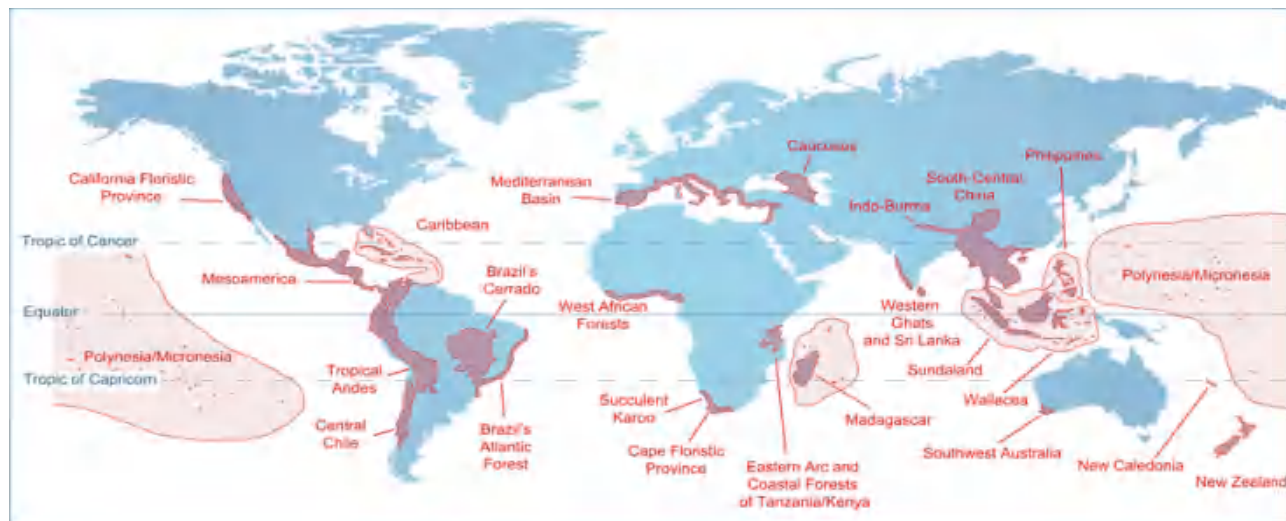 Caucusus
Philippines
California Floristic
Province
Mediterranean
Basin
South-Central
China
Indo-Burma
Caribbean
Tropic of Cancer
Mesoamerica
Brazil's
Cerrado
Polynesia/Micronesia
West African
Forests
Equator
Western
Ghats
and Sri Lanka
Polynesia/Micronesia
Tropical
Andes
Sundaland
Tropic of Capricorn
Succulent
Karoo
Madagascar
Wallacea
Central
Chile
Brazil's
Atlantic
Forest
Cape Floristic
Province
Southwest Australia
Eastern Arc and
Coastal Forests
of Tanzania/Kenya
New Caledonia
New Zealand